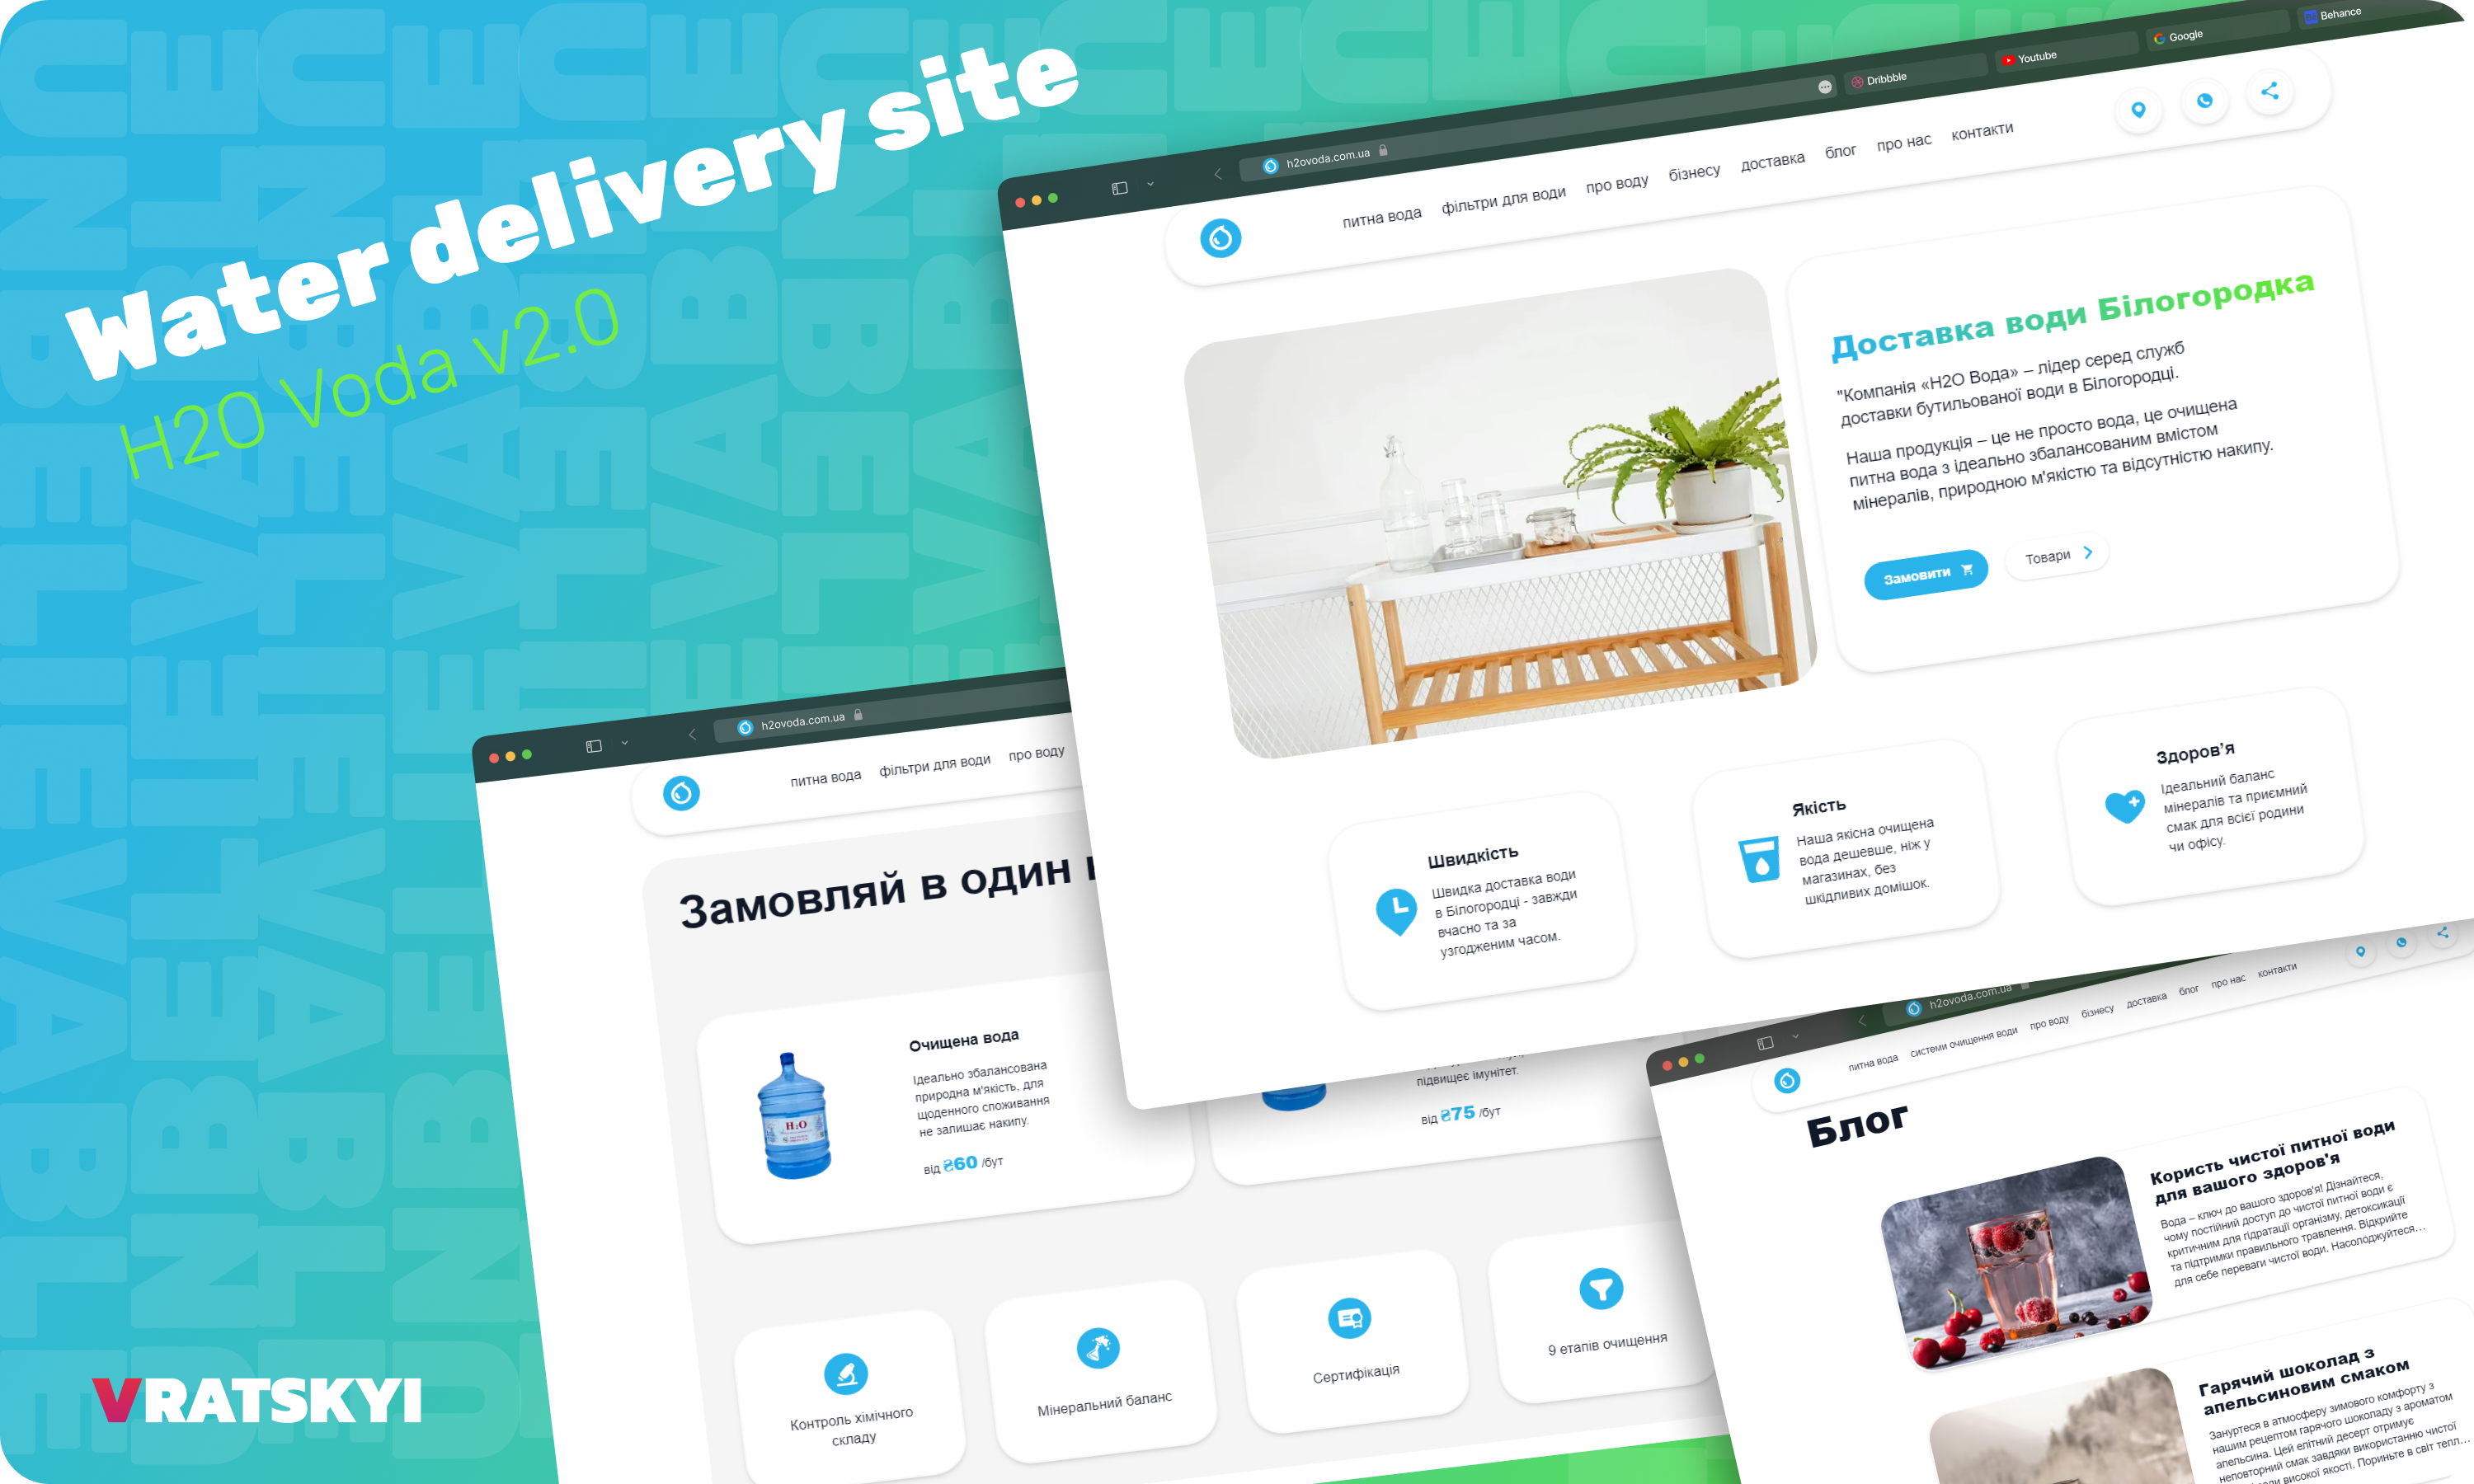 Water delivery site
H2O Voda v2.0
VRATSKYI
h2ovoda.com.ua
Dribbble
Youtube
Google
Behance
питна вода
фільтри для води
про воду
бізнесу
доставка
блог
про нас
контакти
Доставка води Білогородка
"Компанія «H2O Вода» – лідер серед служб
доставки бутильованої води в Білогородці.
Наша продукція – це не просто вода, це очищена
питна вода з ідеально збалансованим вмістом
мінералів, природною м'якістю та відсутністю накипу.
Замовити
Товари
Швидкість
Швидка доставка води
в Білогородці - завжди
вчасно та за
узгодженим часом.
Якість
Наша якісна очищена
вода дешевше, ніж у
магазинах, без
шкідливих домішок.
Здоров’я
Ідеальний баланс
мінералів та приємний
смак для всієї родини
чи офісу.
h2ovoda.com.ua
питна вода
фільтри для води
про воду
Замовляй в один
Очищена вода
Ідеально збалансована
природна м'якість, для
щоденного споживання
не залишає накипу.
від ₴60 /бут
H2O
підвищує імунітет.
від ₴75 /бут
Контроль хімічного
складу
Мінеральний баланс
Сертифікація
9 етапів очищення
h2ovoda.com.ua
питна вода
системи очищення води
про воду
бізнесу
доставка
блог
про нас
контакти
Блог
Користь чистої питної води
для вашого здоров'я
Вода – ключ до вашого здоров'я! Дізнайтеся,
чому постійний доступ до чистої питної води є
критичним для гідратації організму, детоксикації
та підтримки правильного травлення. Відкрийте
для себе переваги чистої води. Насолоджуйтеся...
Гарячий шоколад з
апельсиновим смаком
Зануртеся в атмосферу зимового комфорту з
нашим рецептом гарячого шоколаду з ароматом
апельсина. Цей елітний десерт отримує
неповторний смак завдяки використанню чистої
високої якості. Пориньте в світ тепл...